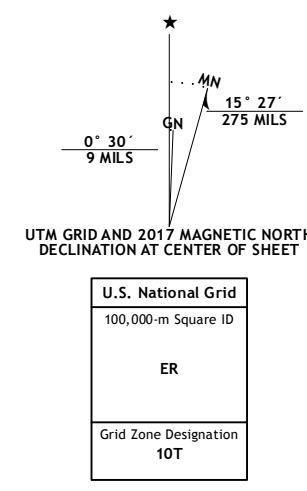 ★
MN
GN
15° 27´
275 MILS
0° 30´
9 MILS
UTM GRID AND 2017 MAGNETIC NORTH
DECLINATION AT CENTER OF SHEET
U.S. National Grid
100,000-m Square ID
ER
Grid Zone Designation
10T